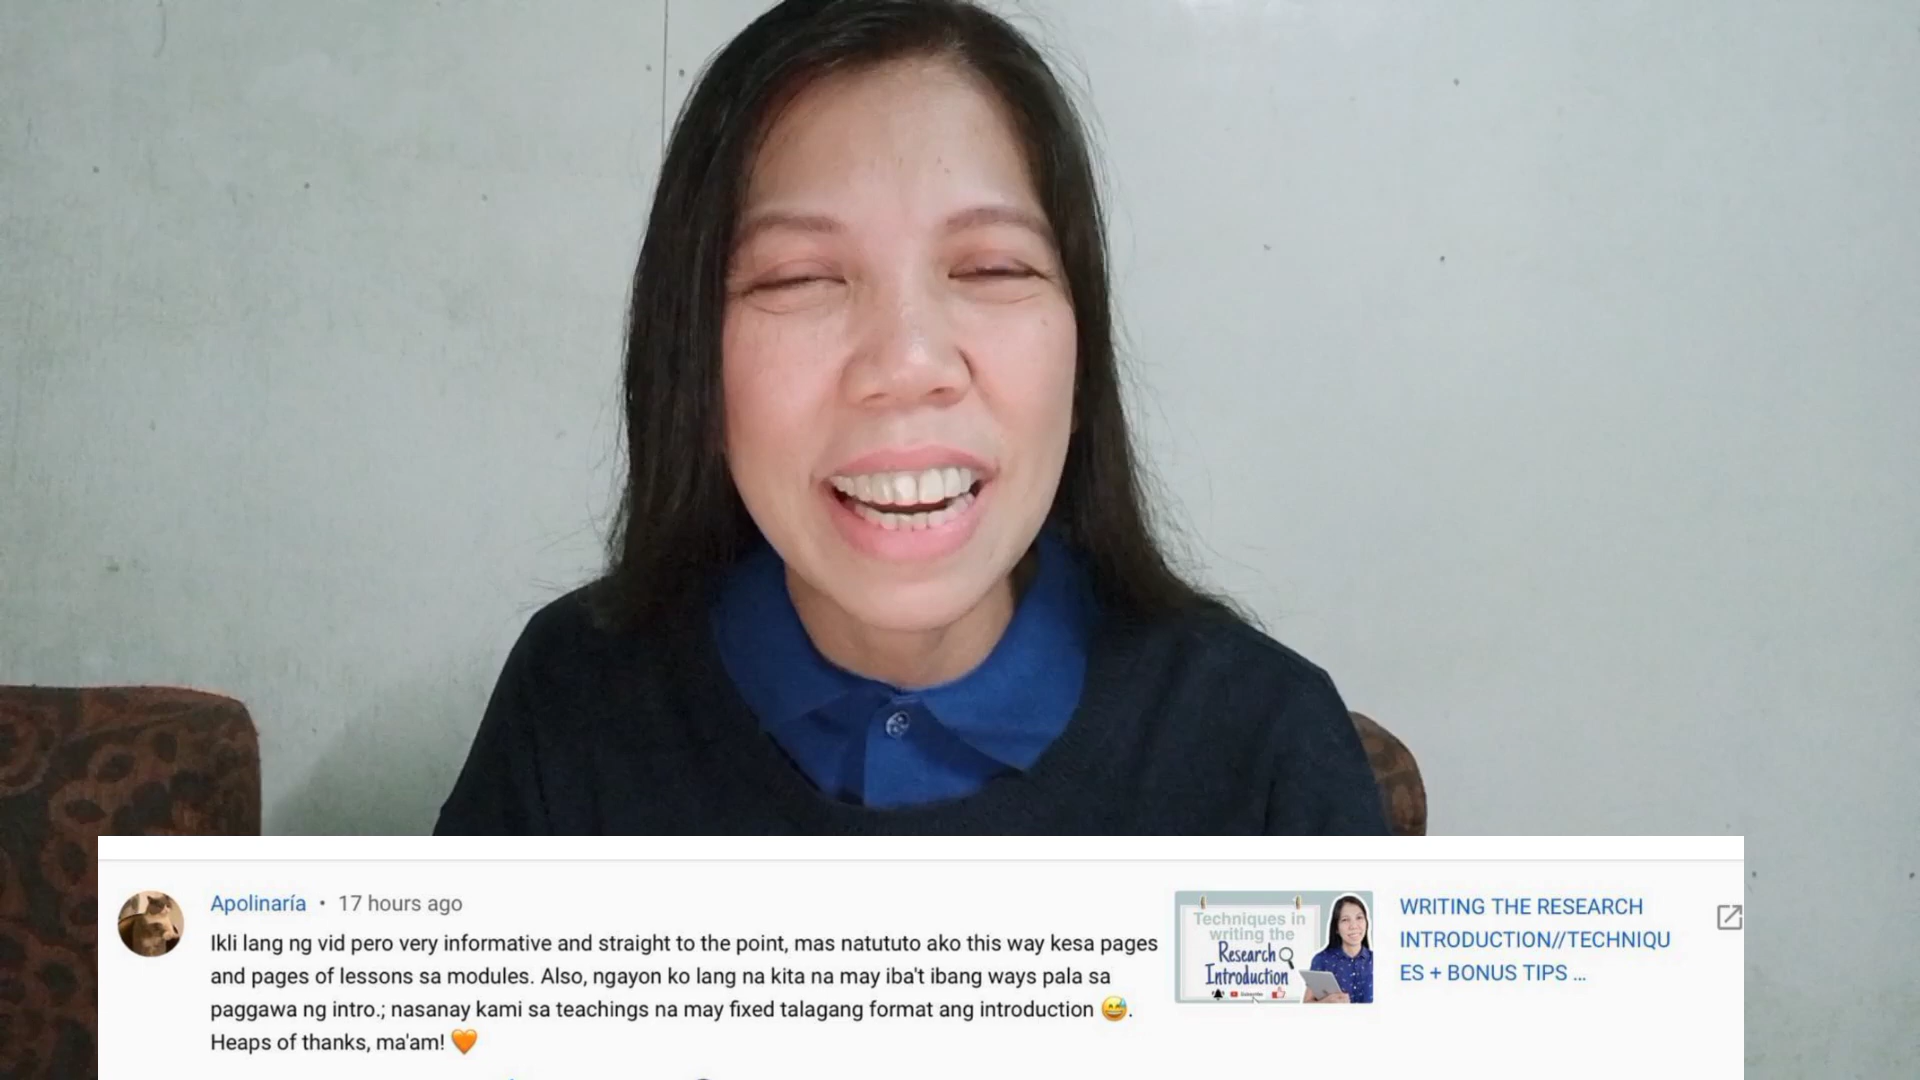 Apolinaría • 17 hours ago
Ikli lang ng vid pero very informative and straight to the point, mas natututo ako this way kesa pages
and pages of lessons sa modules. Also, ngayon ko lang na kita na may iba't ibang ways pala sa
paggawa ng intro.; nasanay kami sa teachings na may fixed talagang format ang introduction 😅.
Heaps of thanks, ma'am! 🧡
Techniques in
writing the
Research
Introduction
Subscribe
WRITING THE RESEARCH
INTRODUCTION//TECHNIQU
ES + BONUS TIPS ...